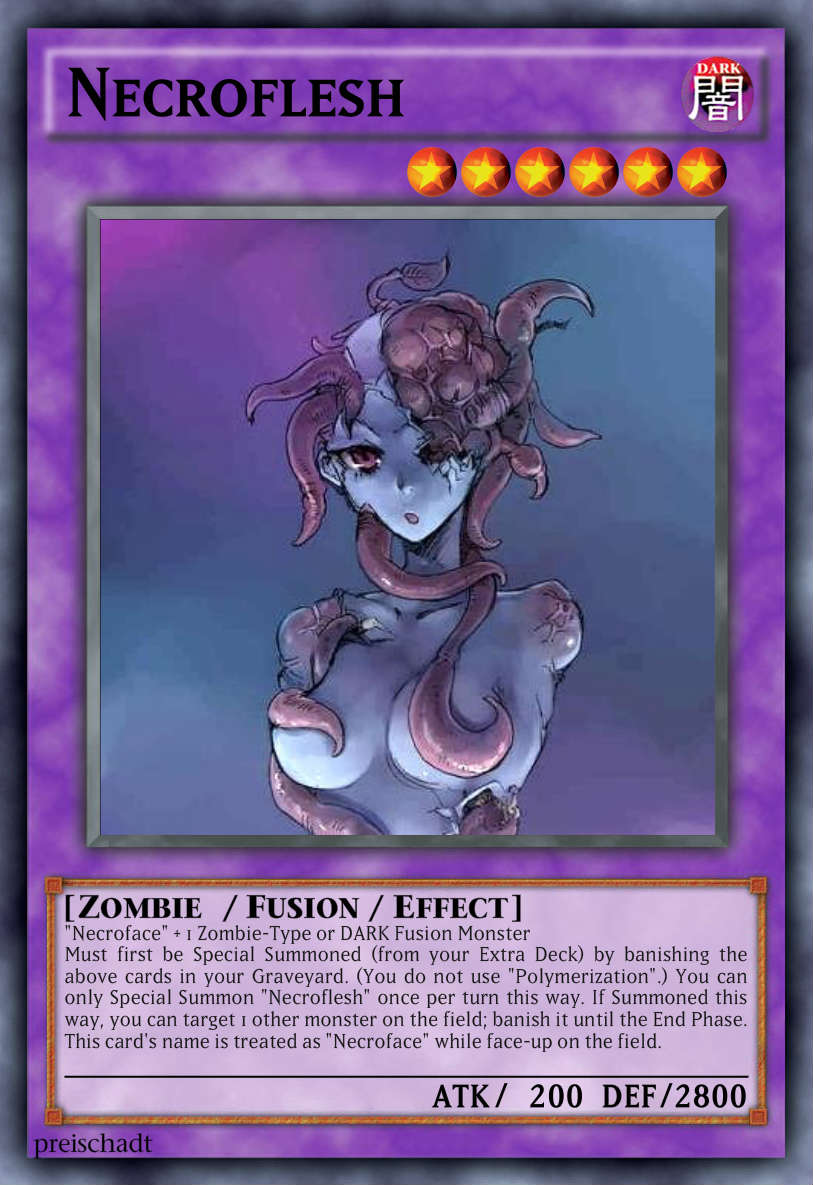 Necroflesh
DARK
闇
[Zombie / Fusion / Effect]
"Necroface" + 1 Zombie-Type or DARK Fusion Monster
Must first be Special Summoned (from your Extra Deck) by banishing the
above cards in your Graveyard. (You do not use "Polymerization".) You can
only Special Summon "Necroflesh" once per turn this way. If Summoned this
way, you can target 1 other monster on the field; banish it until the End Phase.
This card's name is treated as "Necroface" while face-up on the field.
ATK/ 200 DEF/2800
preischadt